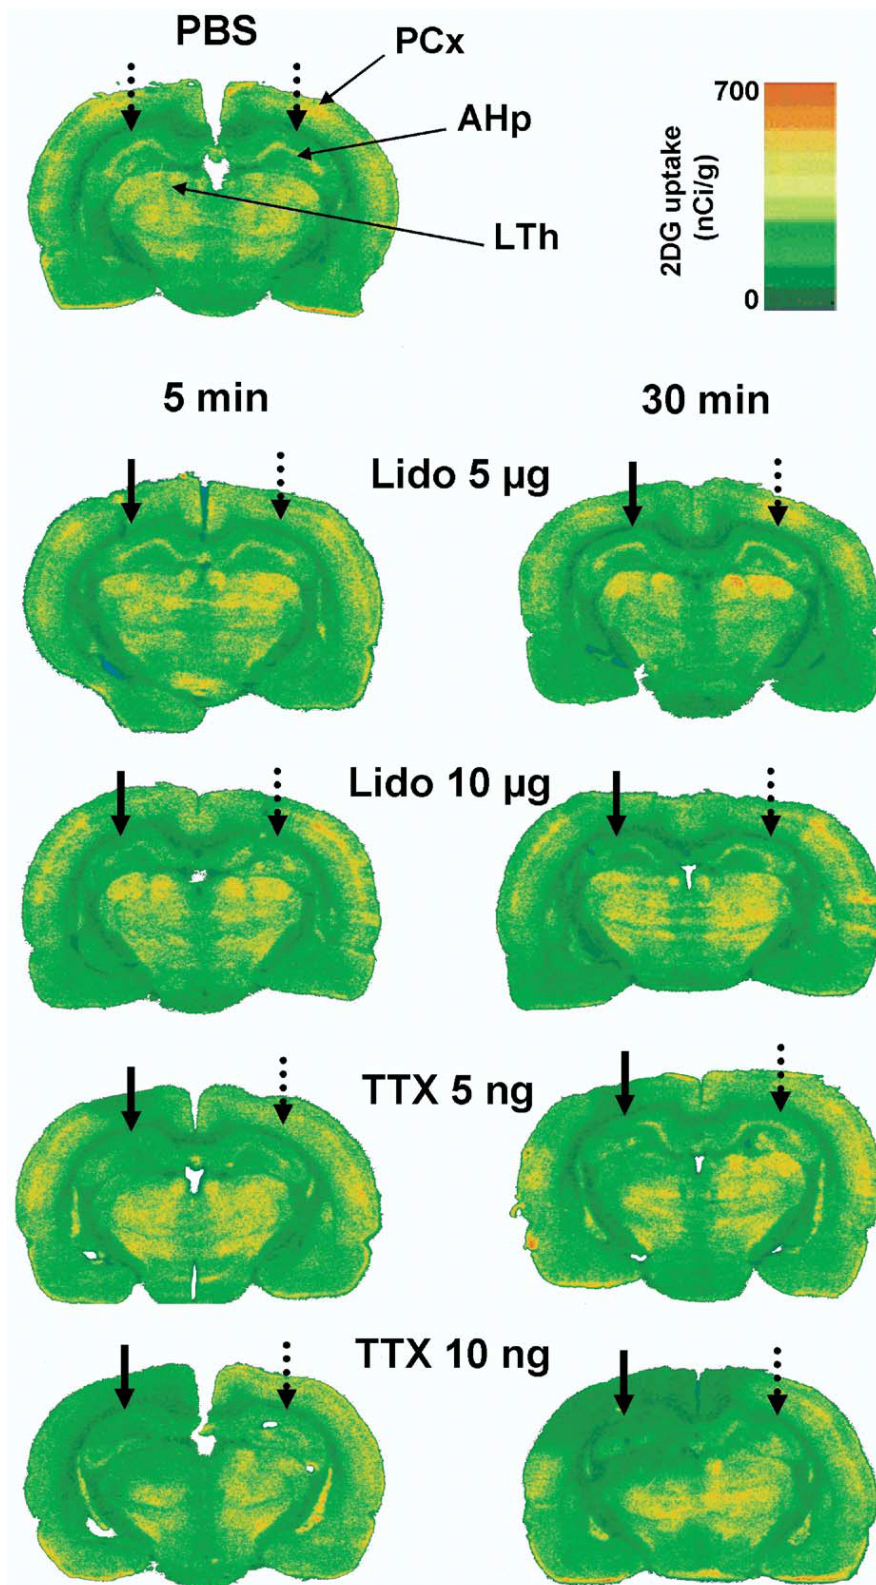 PBS
PCx
AHp
LTh
700
2DG uptake
(nCi/g)
0
5 min
30 min
Lido 5 µg
Lido 10 µg
TTX 5 ng
TTX 10 ng